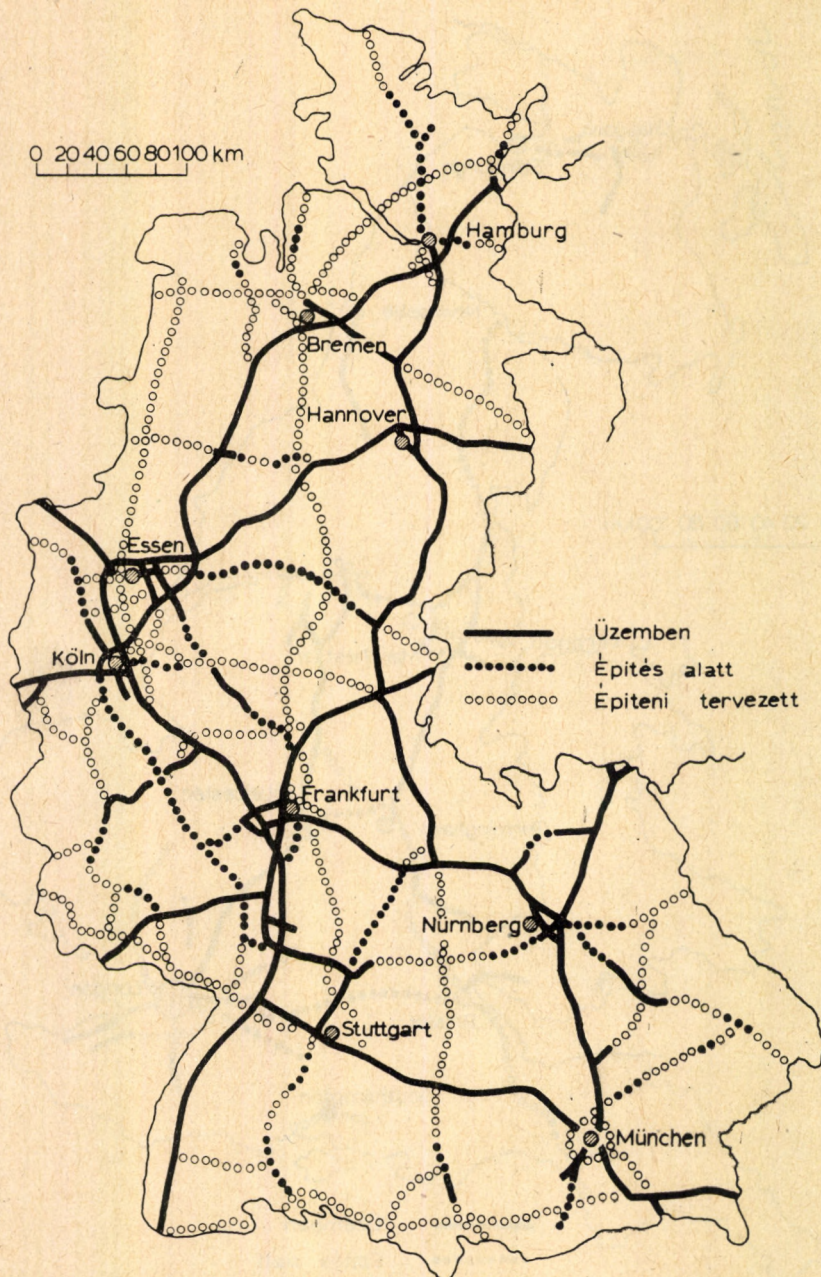 0 20 40 60 80 100 km
Hamburg
Bremen
Hannover
Essen
Üzemben
Köln
Építés alatt
Építeni tervezett
Frankfurt
Nürnberg
Stuttgart
München